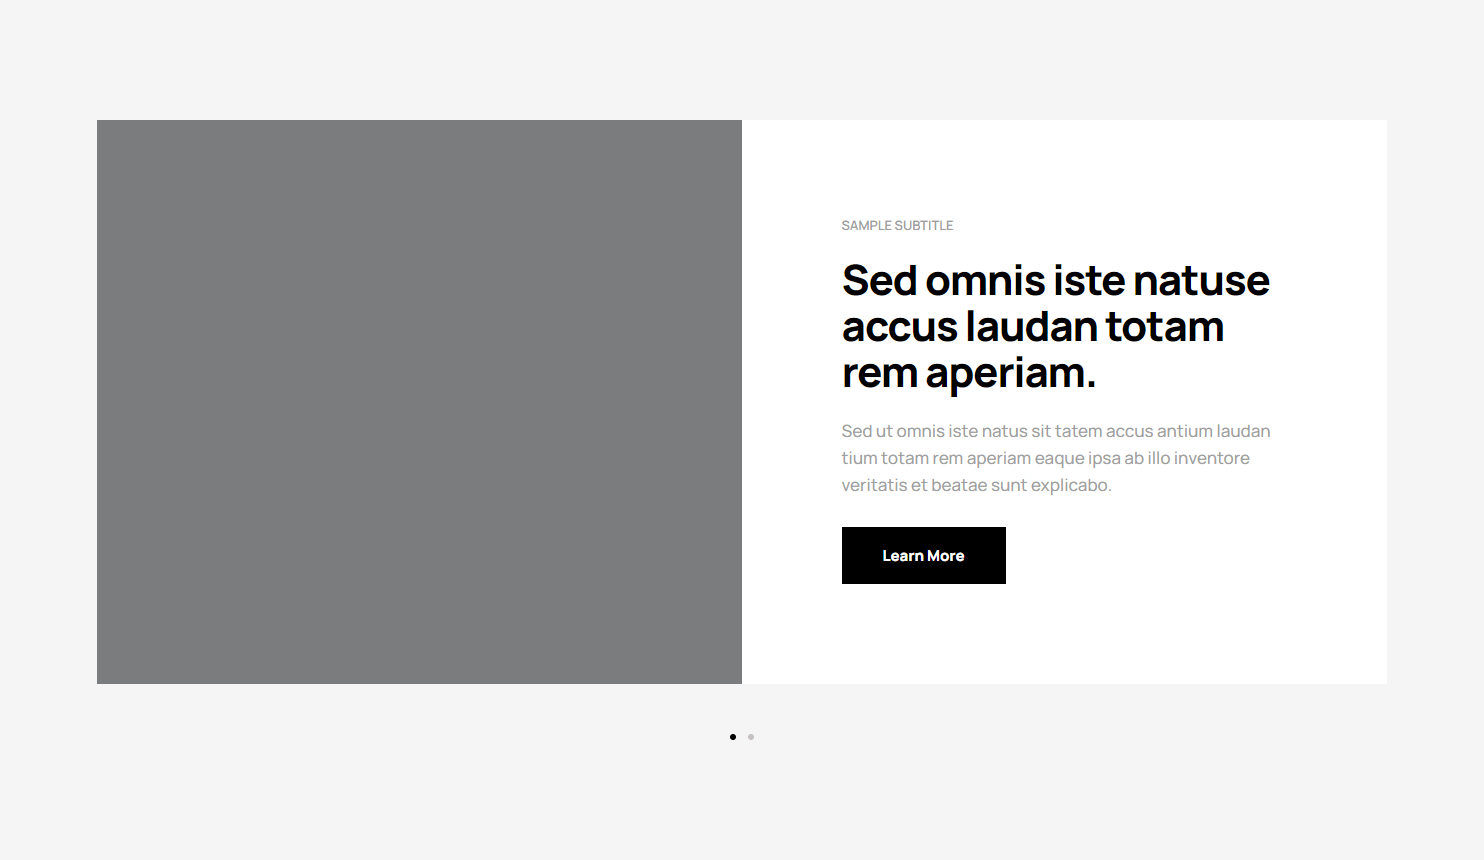 SAMPLE SUBTITLE
Sed omnis iste natuse
accus laudan totam
rem aperiam.
Sed ut omnis iste natus sit tatem accus antium laudan
tium totam rem aperiam eaque ipsa ab illo inventore
veritatis et beatae sunt explicabo.
Learn More